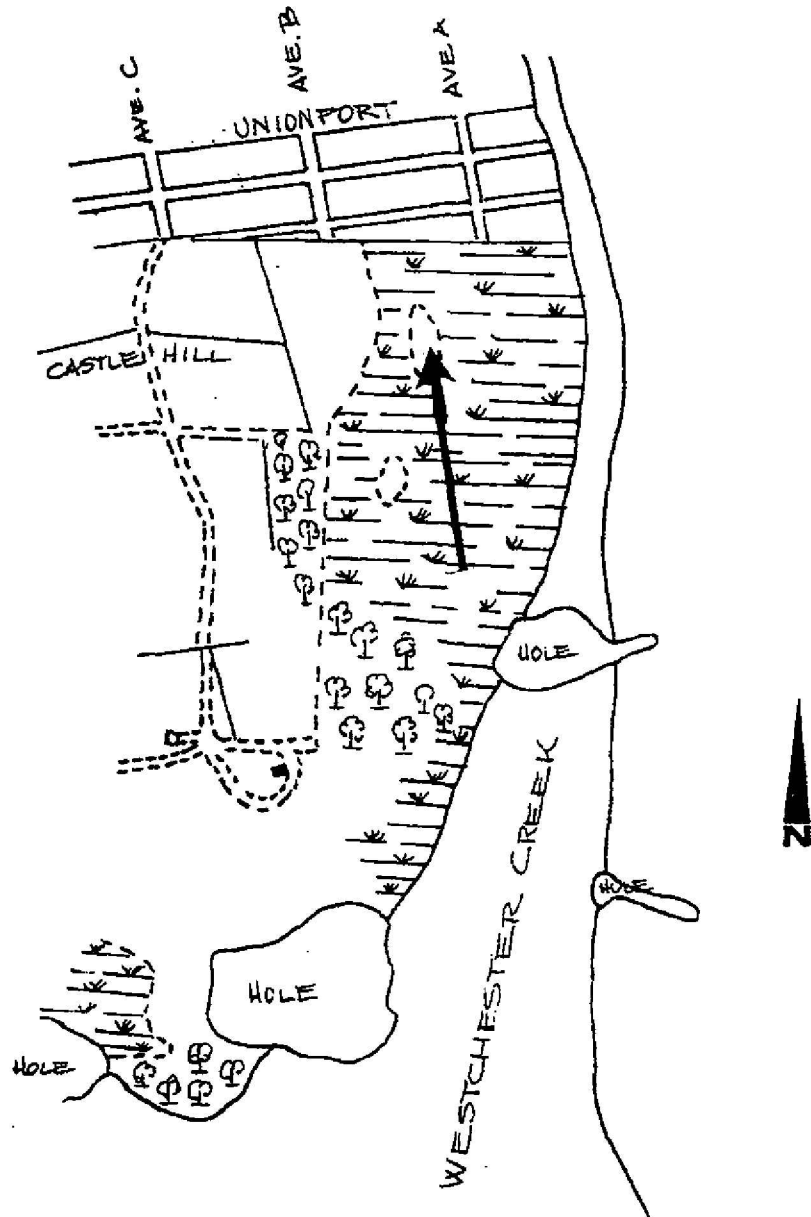 AVE. C
AVE. B
AVE A
UNIONPORT
CASTLE HILL
HOLE
WESTCHESTER CREEK
N
HOLE
HOLE
HOLE